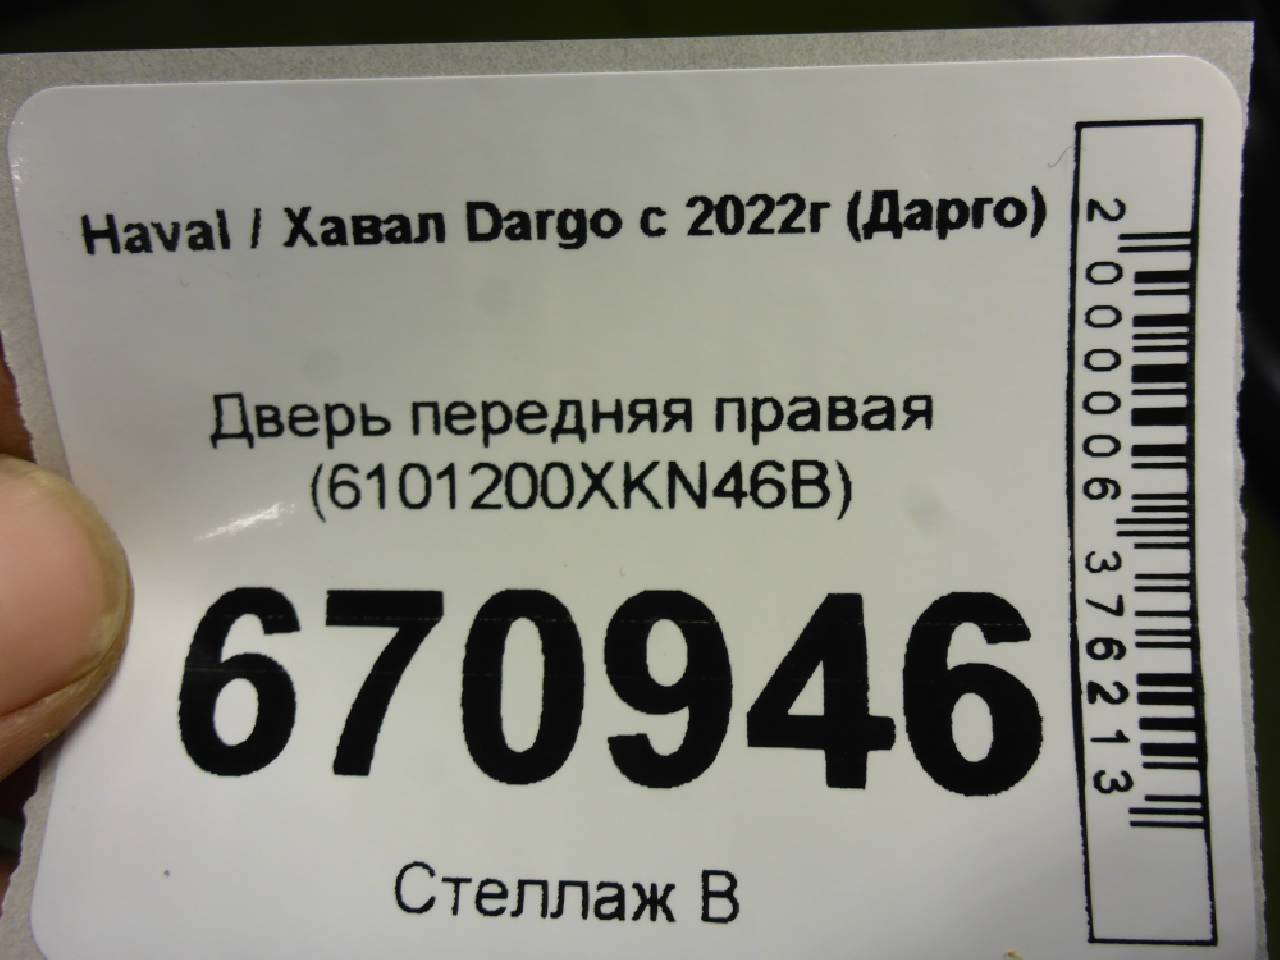 Haval / Хавал Dargo с 2022г (Дарго)
Дверь передняя правая
(6101200XKN46B)
670946
Стеллаж В
2000006376213